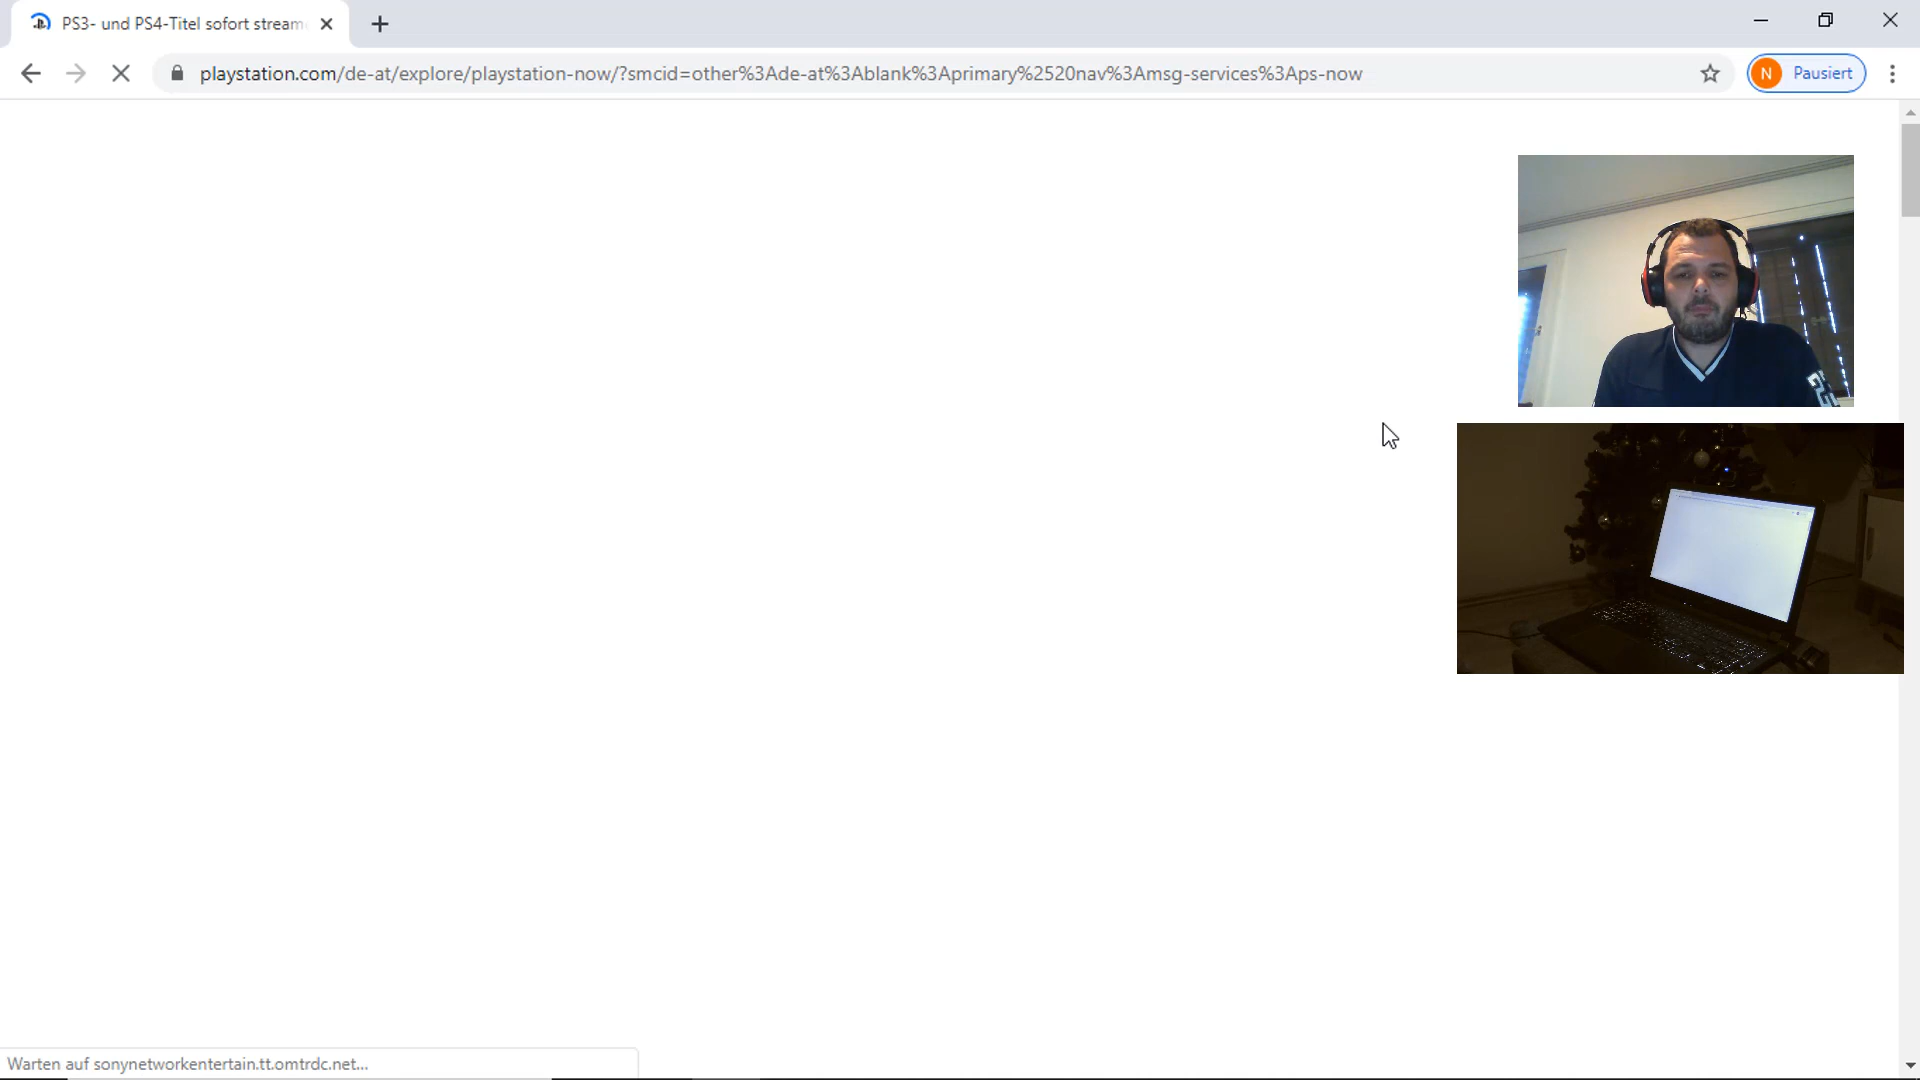 PS3- und PS4-Titel sofort stream
playstation.com/de-at/explore/playstation-now/?smcid=other%3Ade-at%3Ablank%3Aprimary%2520nav%3Amsg-services%3Aps-now
N Pausiert
Warten auf sonynetworkentertain.tt.omtrdc.net...